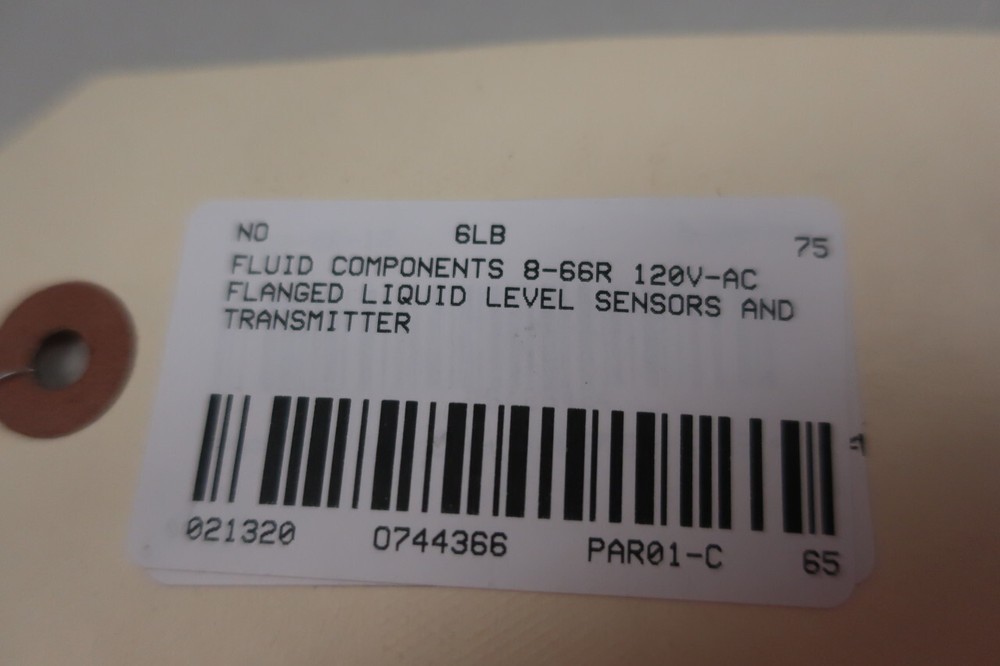 NO 6LB 75
FLUID COMPONENTS 8-66R 120V-AC
FLANGED LIQUID LEVEL SENSORS AND
TRANSMITTER
021320 0744366 PAR01-C 65